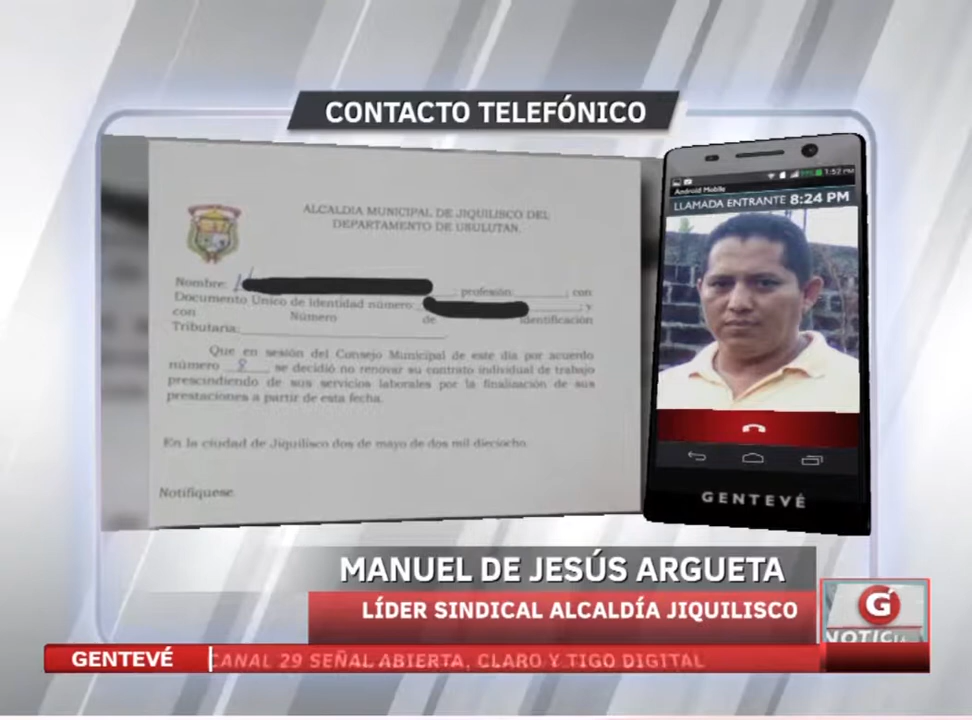 CONTACTO TELEFÓNICO
ALCALDIA MUNICIPAL DE JIQUILISCO DEL
DEPARTAMENTO DE USULUTAN.
Nombre: ; profesión: ; con
Documento Único de Identidad número: ; y
con Número de Identificación
Tributaria:
Que en sesión del Consejo Municipal de este día por acuerdo
número 8 se decidió no renovar su contrato individual de trabajo
prescindiendo de sus servicios laborales por la finalización de sus
prestaciones a partir de esta fecha.
En la ciudad de Jiquilisco dos de mayo de dos mil dieciocho.
Notifíquese.
1:52 PM
Android Mobile
LLAMADA ENTRANTE 8:24 PM
GENTEVÉ
MANUEL DE JESÚS ARGUETA
LÍDER SINDICAL ALCALDÍA JIQUILISCO
G
NOTICIA
GENTEVÉ
CANAL 29 SEÑAL ABIERTA, CLARO Y TIGO DIGITAL